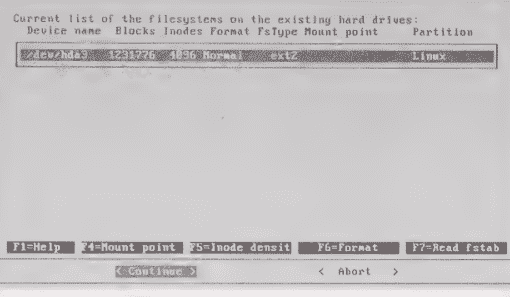 Current list of the filesystems on the existing hard drives:
Device name Blocks Inodes Format FsType Mount point Partition
/dev/hda3 1231776 4096 Normal ext2 Linux
F1=Help F4=Mount point F5=Inode densit F6=Format F7=Read fstab
< Continue > < Abort >